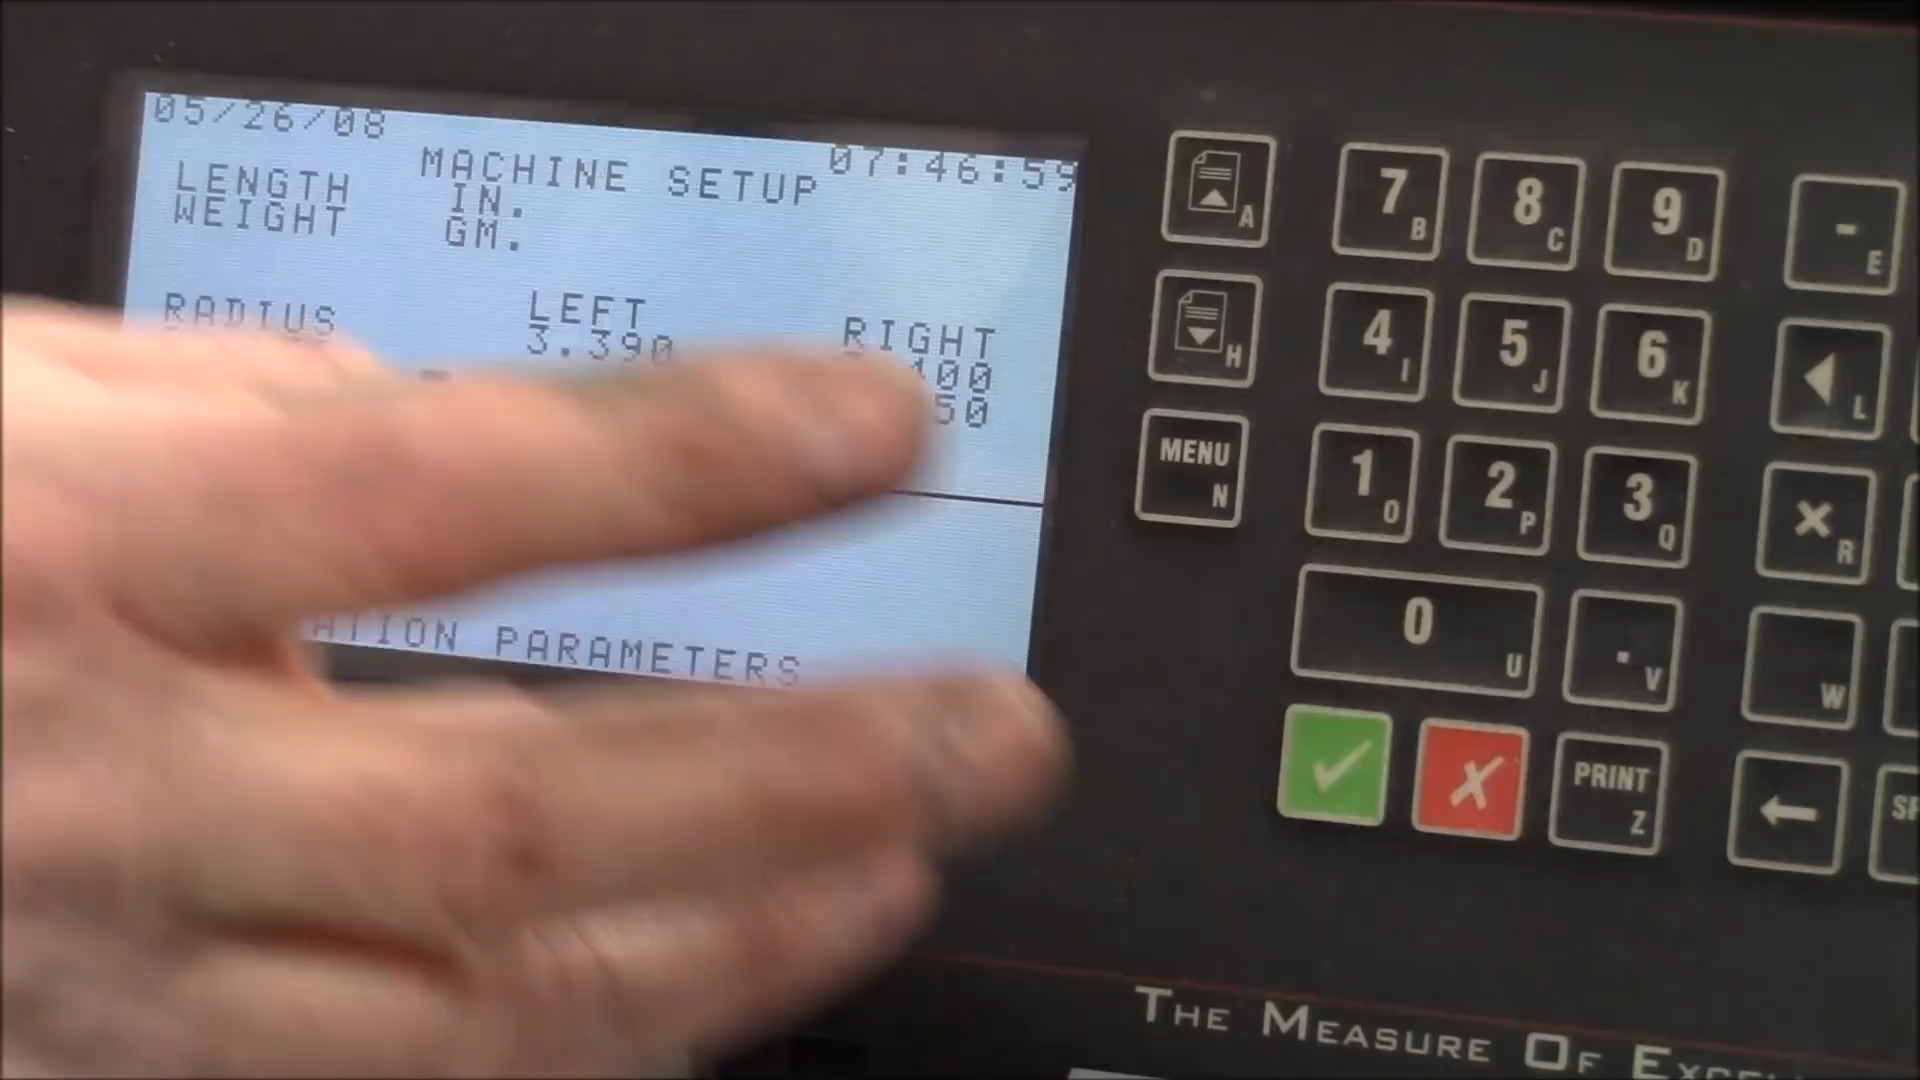 05/26/08
07:46:59
MACHINE SETUP
LENGTH IN.
WEIGHT GM.
LEFT RIGHT
RADIUS 3.390
PARAMETERS
A
7 B
8 C
9 D
- E
H
4 I
5 J
6 K
L
MENU N
1 O
2 P
3 Q
× R
0 U
. V
W
✓
✗
PRINT Z
←
THE MEASURE OF